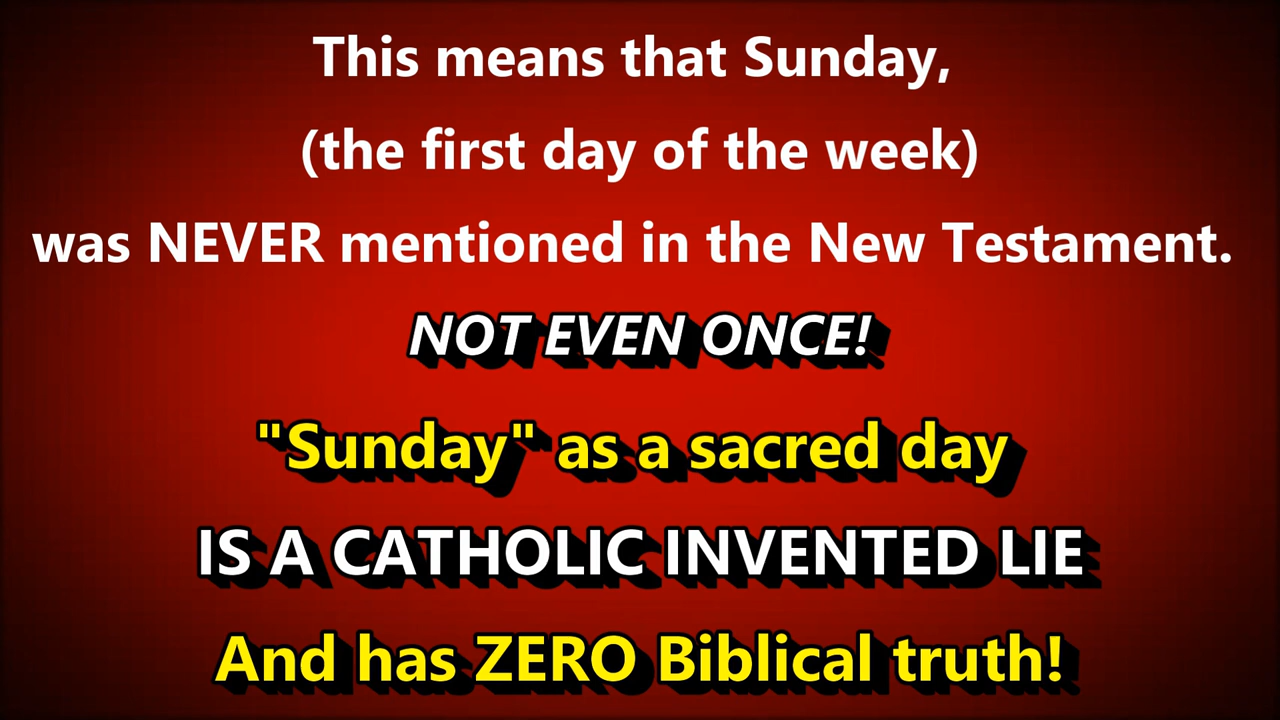 This means that Sunday,
(the first day of the week)
was NEVER mentioned in the New Testament.
NOT EVEN ONCE!
"Sunday" as a sacred day
IS A CATHOLIC INVENTED LIE
And has ZERO Biblical truth!